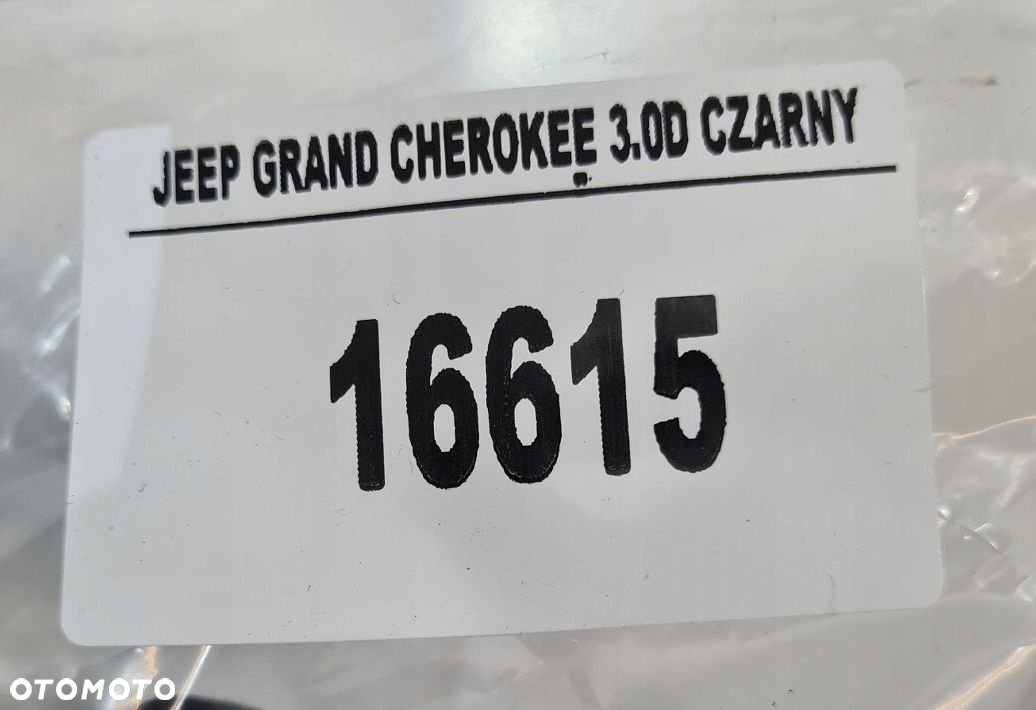 JEEP GRAND CHEROKEE 3.0D CZARNY
16615
OTOMOTO